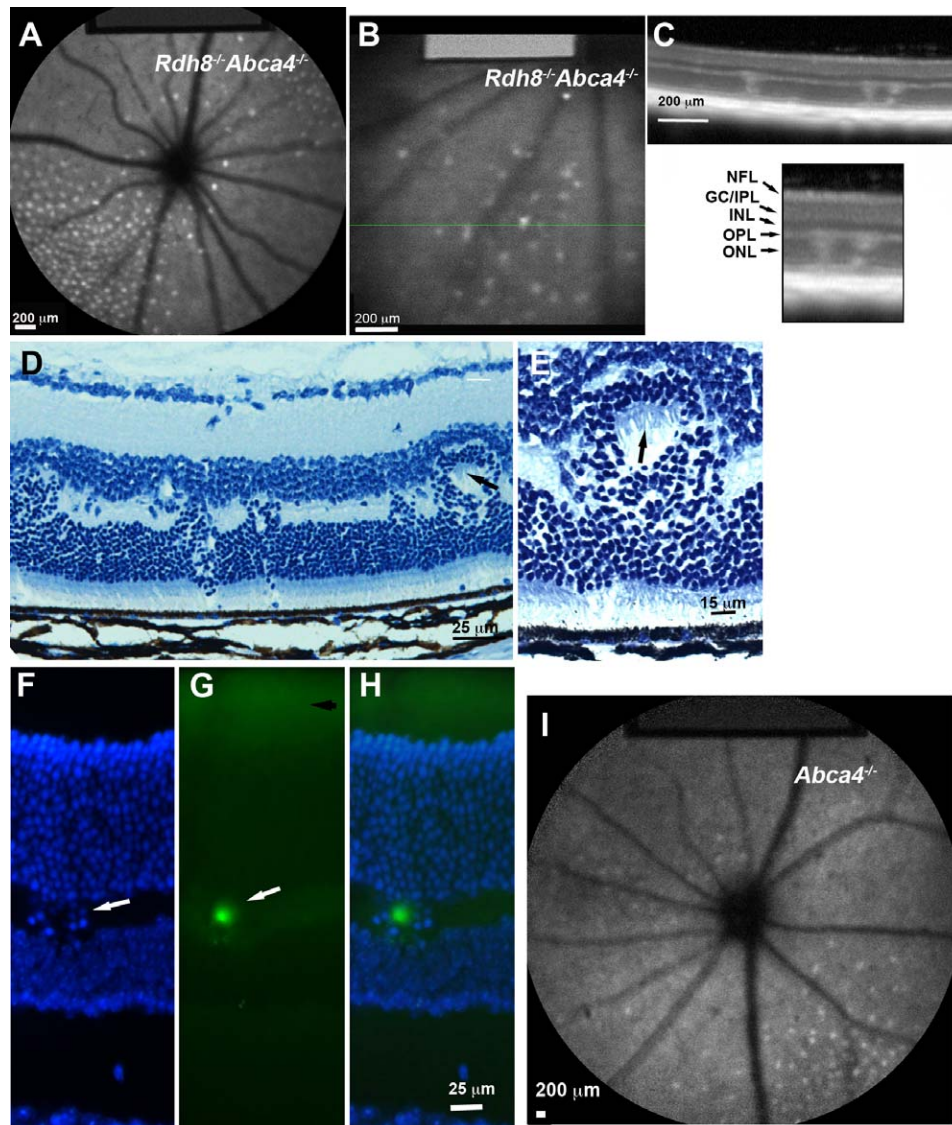 A
Rdh8-/-Abca4-/-
200 μm
B
Rdh8-/-Abca4-/-
200 μm
C
200 μm
NFL
GC/IPL
INL
OPL
ONL
D
25 μm
E
15 μm
F
G
H
25 μm
I
Abca4-/-
200 μm